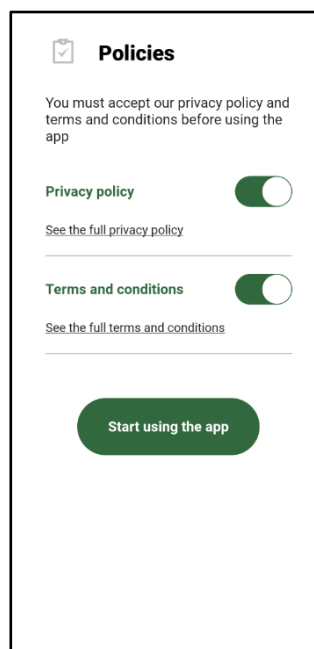 Policies
You must accept our privacy policy and
terms and conditions before using the
app
Privacy policy
See the full privacy policy
Terms and conditions
See the full terms and conditions
Start using the app